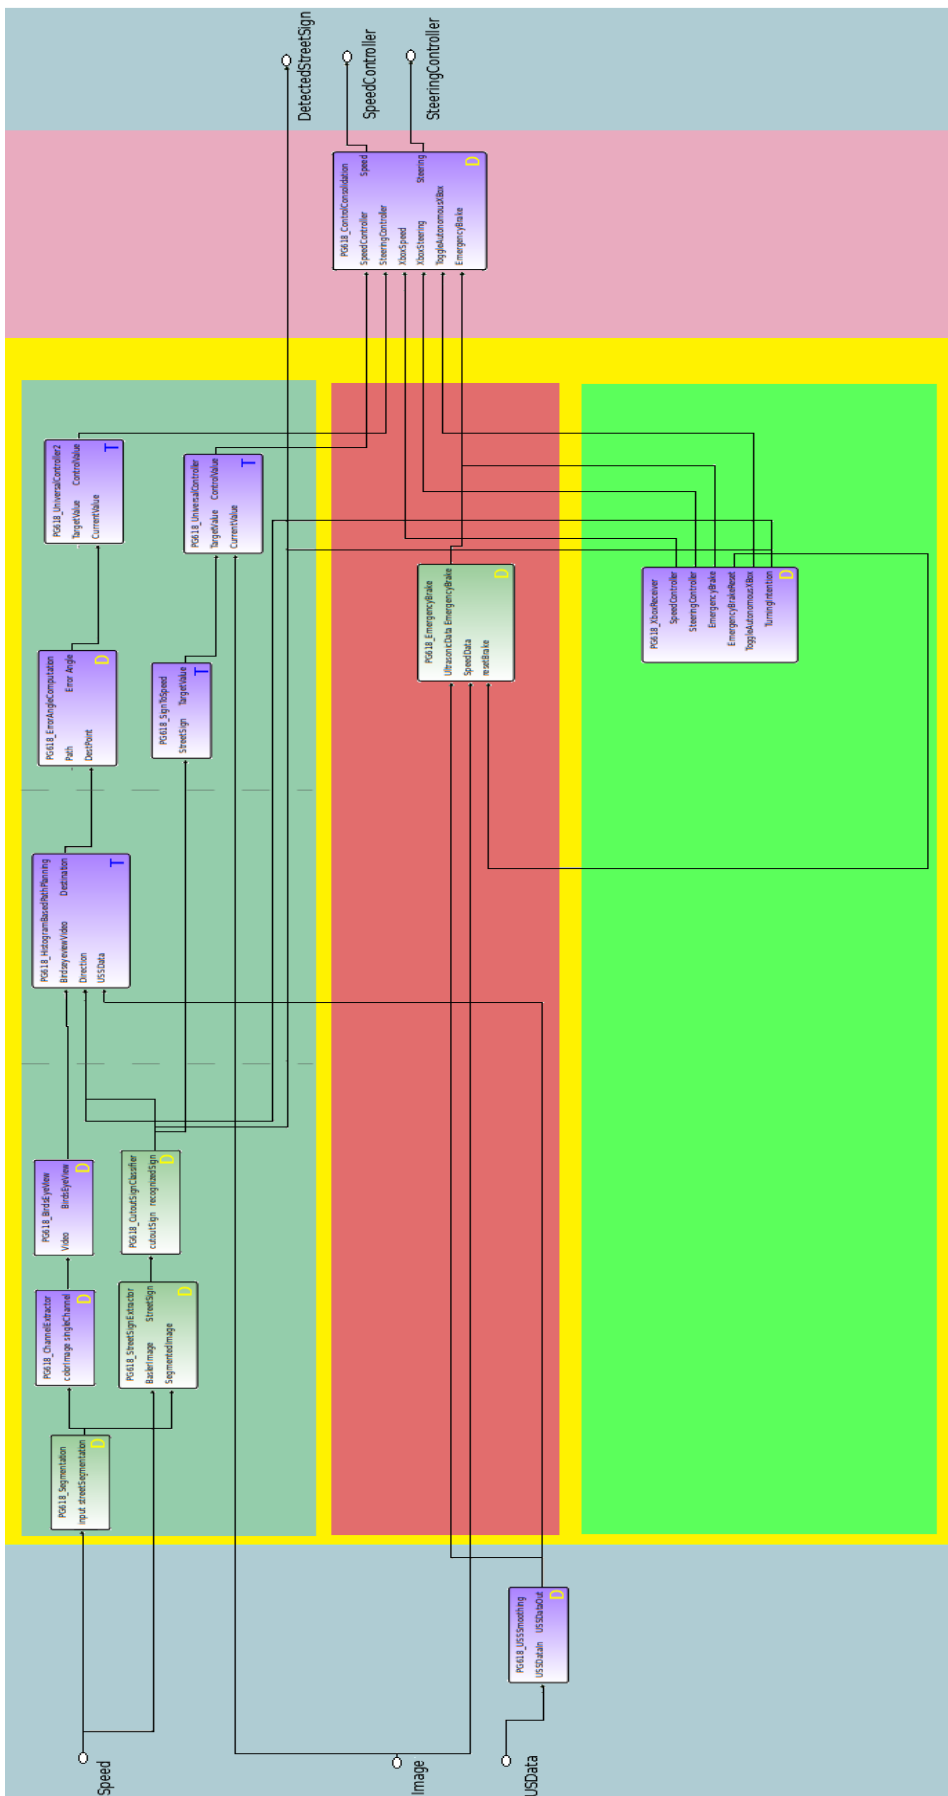 DetectedStreetSign
SpeedController
SteeringController
PG618_ControlConsolidation
SpeedController Speed
SteeringController
XboxSpeed
XboxSteering Steering
ToggleAutonomousXBox
EmergencyBrake
D
PG618_UniversalController2
TargetValue ControlValue
CurrentValue
T
PG618_UniversalController
TargetValue ControlValue
CurrentValue
T
PG618_ErrorAngleComputation
Path Error Angle
DestPoint
D
PG618_SignToSpeed
StreetSign TargetValue
T
PG618_EmergencyBrake
UltrasonicData EmergencyBrake
SpeedData
resetBrake
D
PG618_XboxReceiver
SpeedController
SteeringController
EmergencyBrake
EmergencyBrakeReset
ToggleAutonomousXBox
TurningIntention
D
PG618_HistogramBasedPathPlanning
BirdseyeviewVideo Destination
Direction
USSData
T
PG618_BirdsEyeView
Video BirdsEyeView
D
PG618_CutoutSignClassifier
cutoutSign recognizedSign
D
PG618_ChannelExtractor
colorImage singleChannel
D
PG618_StreetSignExtractor
BaslerImage StreetSign
SegmentedImage
D
PG618_Segmentation
input streetSegmentation
D
PG618_USSSmoothing
USSDataIn USSDataOut
D
Speed
Image
USData